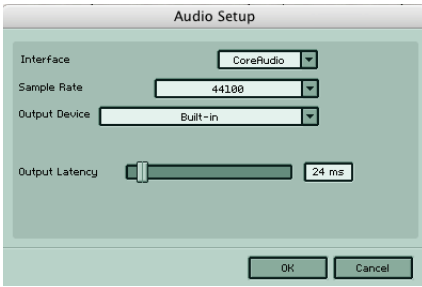 Audio Setup
Interface CoreAudio
Sample Rate 44100
Output Device Built-in
Output Latency 24 ms
OK Cancel